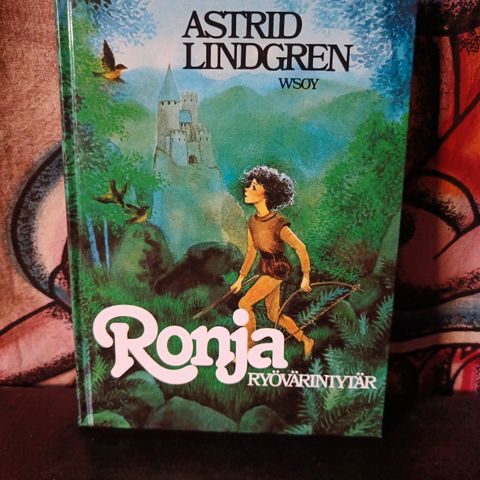 ASTRID
LINDGREN
WSOY
Ronja
RYÖVÄRINTYTÄR